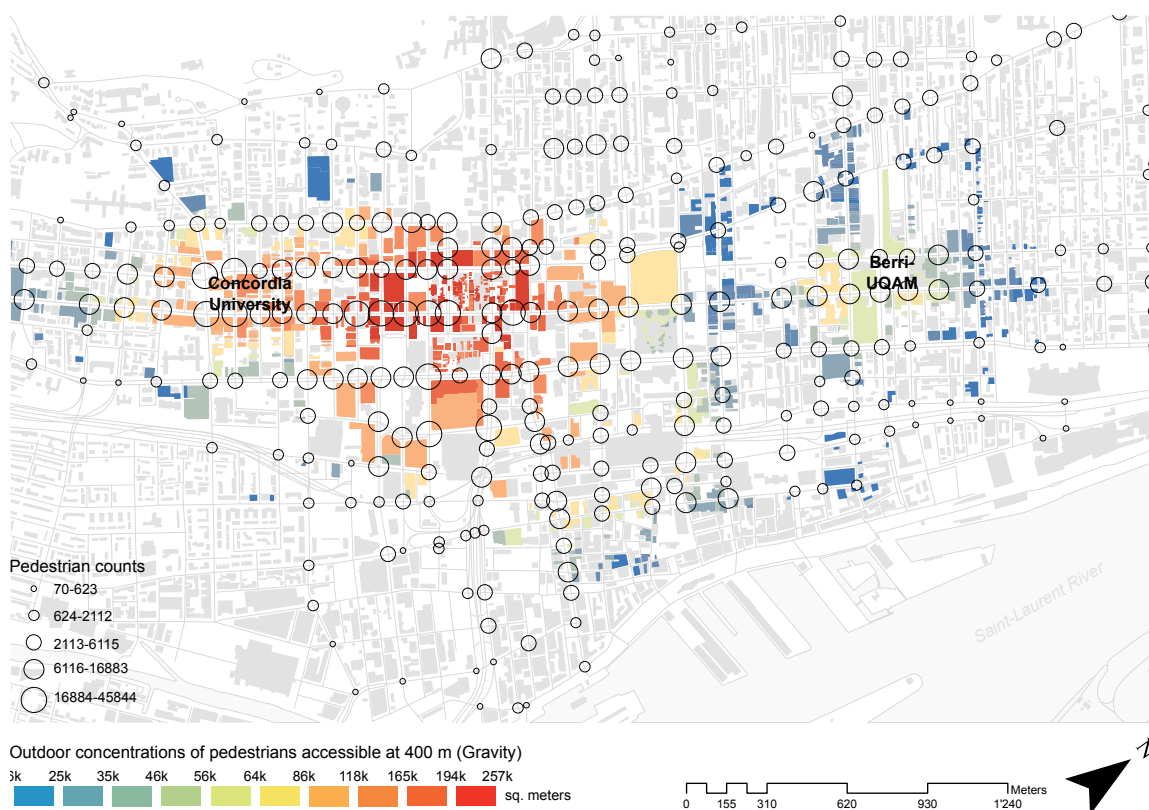 Concordia
University
Berri-
UQAM
Saint-Laurent River
Pedestrian counts
70-623
624-2112
2113-6115
6116-16883
16884-45844
Outdoor concentrations of pedestrians accessible at 400 m (Gravity)
25k 35k 46k 56k 64k 86k 118k 165k 194k 257k
sq. meters
Meters
0 155 310 620 930 1'240
N